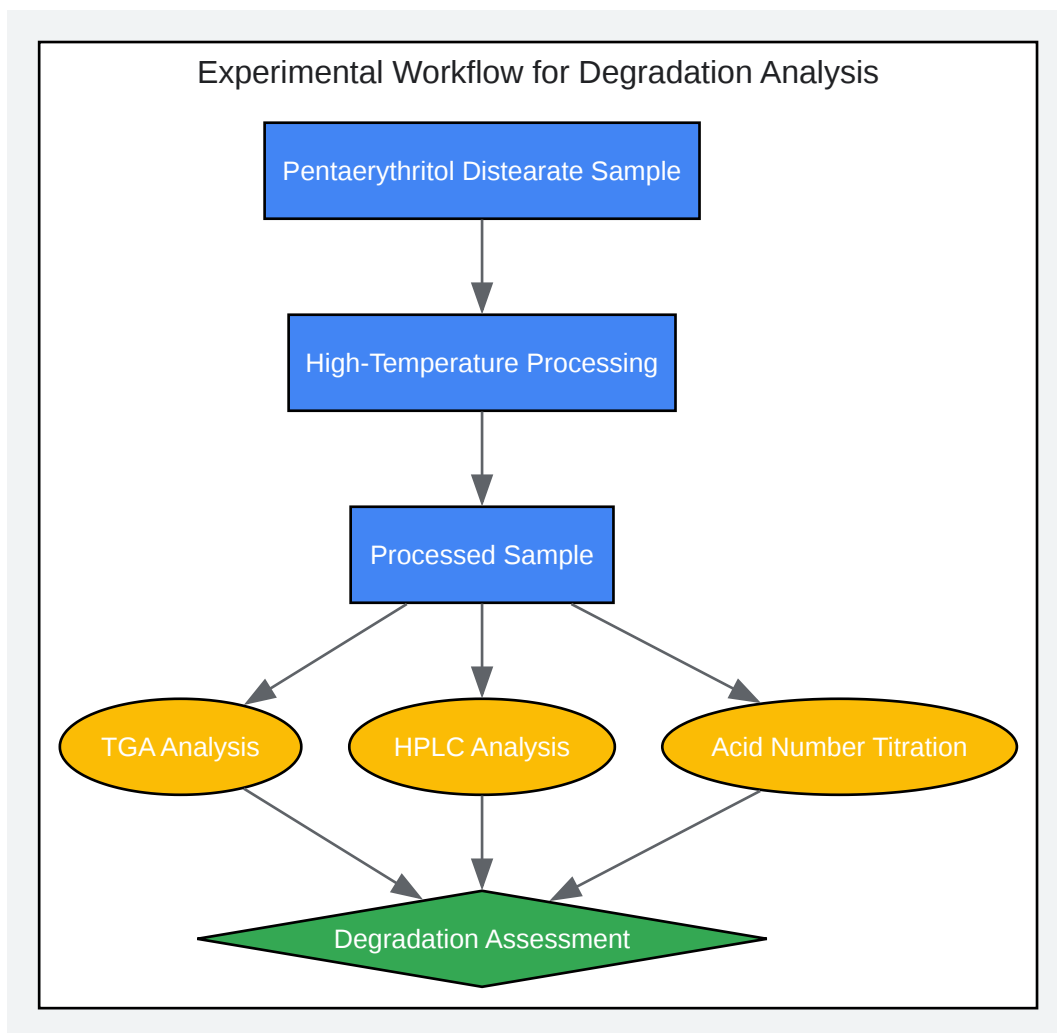 Experimental Workflow for Degradation Analysis
Pentaerythritol Distearate Sample
High-Temperature Processing
Processed Sample
TGA Analysis
HPLC Analysis
Acid Number Titration
Degradation Assessment